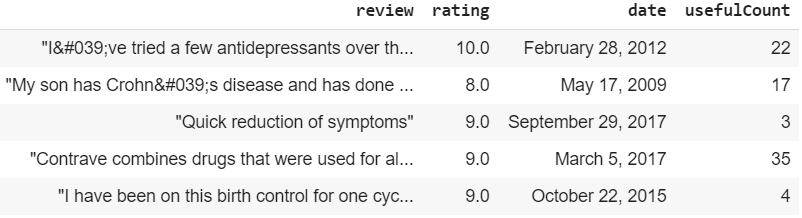 review rating date usefulCount
"I&#039;ve tried a few antidepressants over th... 10.0 February 28, 2012 22
"My son has Crohn&#039;s disease and has done ... 8.0 May 17, 2009 17
"Quick reduction of symptoms" 9.0 September 29, 2017 3
"Contrave combines drugs that were used for al... 9.0 March 5, 2017 35
"I have been on this birth control for one cyc... 9.0 October 22, 2015 4